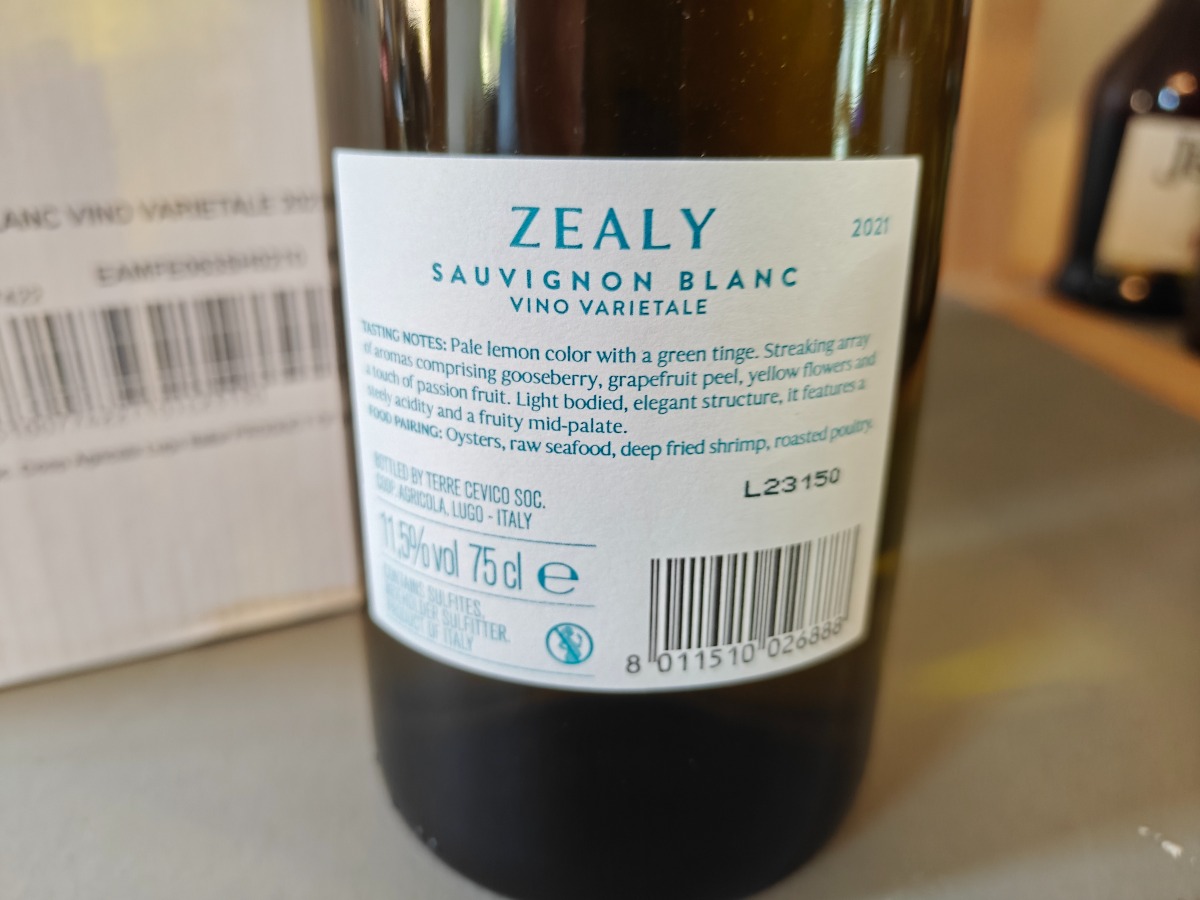 ZEALY
2021
SAUVIGNON BLANC
VINO VARIETALE
TASTING NOTES: Pale lemon color with a green tinge. Streaking array
of aromas comprising gooseberry, grapefruit peel, yellow flowers and
a touch of passion fruit. Light bodied, elegant structure, it features a
steely acidity and a fruity mid-palate.
FOOD PAIRING: Oysters, raw seafood, deep fried shrimp, roasted poultry.
BOTTLED BY TERRE CEVICO SOC.
COOP. AGRICOLA, LUGO - ITALY
L23150
11,5% vol 75 cl e
CONTAINS SULFITES.
INDEHOLDER SULFITTER.
PRODUCT OF ITALY
8 011510 026888
LANC VINO VARIETALE